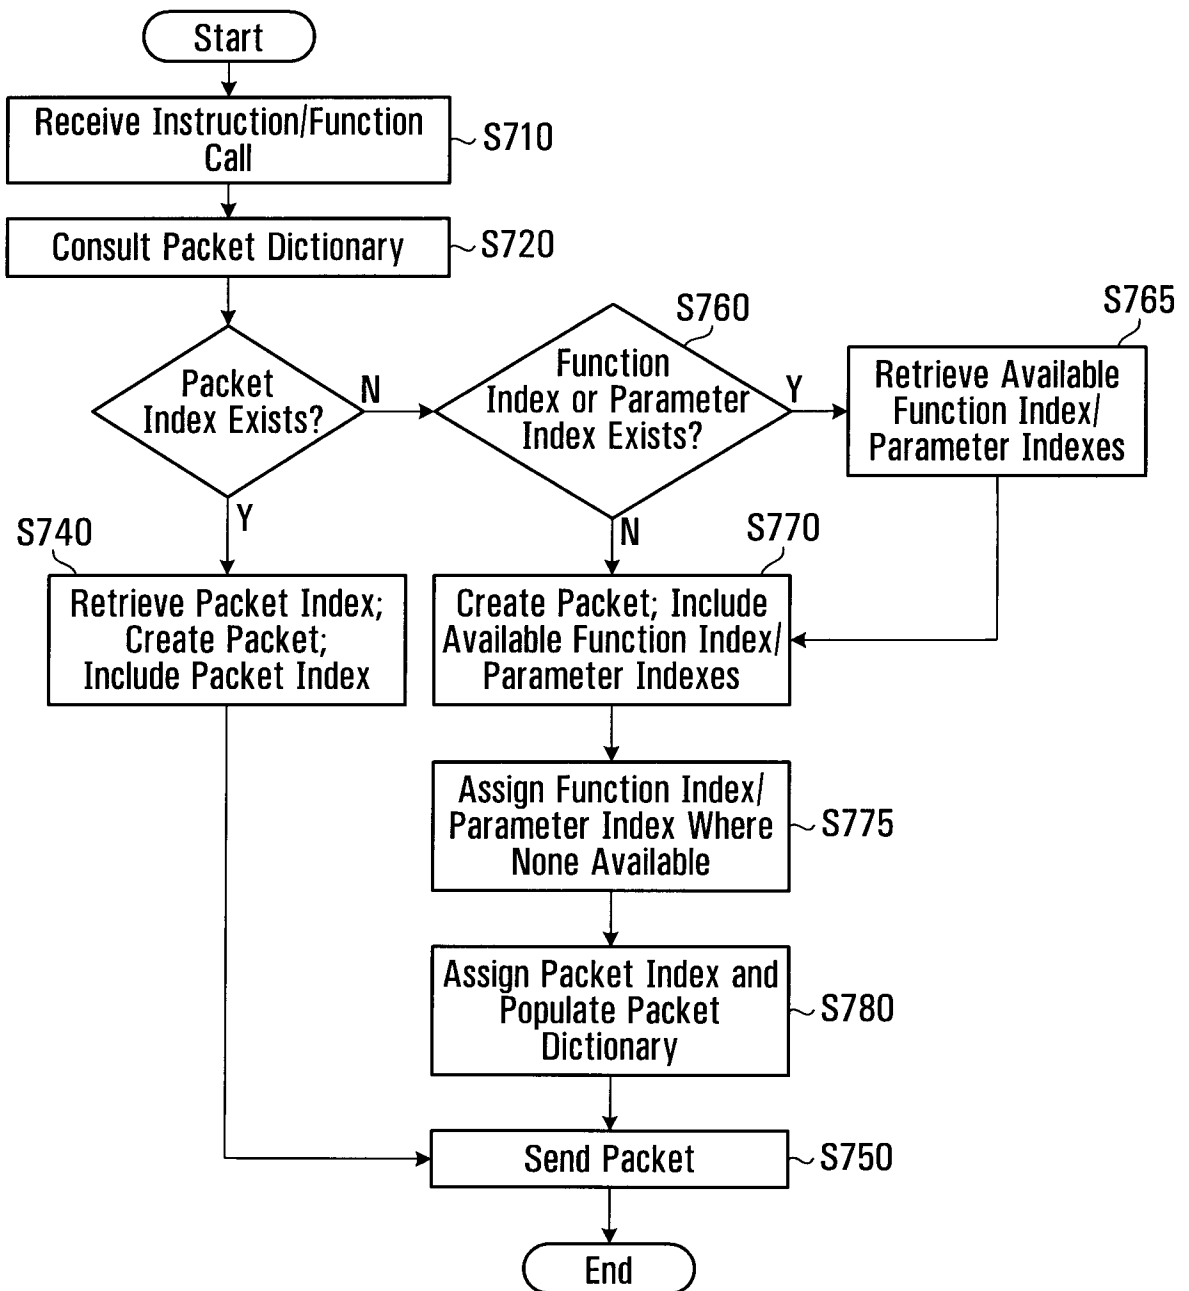 Start
Receive Instruction/Function
Call
S710
Consult Packet Dictionary
S720
Packet
Index Exists?
N
Y
S760
Function
Index or Parameter
Index Exists?
Y
N
S765
Retrieve Available
Function Index/
Parameter Indexes
S740
Retrieve Packet Index;
Create Packet;
Include Packet Index
S770
Create Packet; Include
Available Function Index/
Parameter Indexes
Assign Function Index/
Parameter Index Where
None Available
S775
Assign Packet Index and
Populate Packet
Dictionary
S780
Send Packet
S750
End